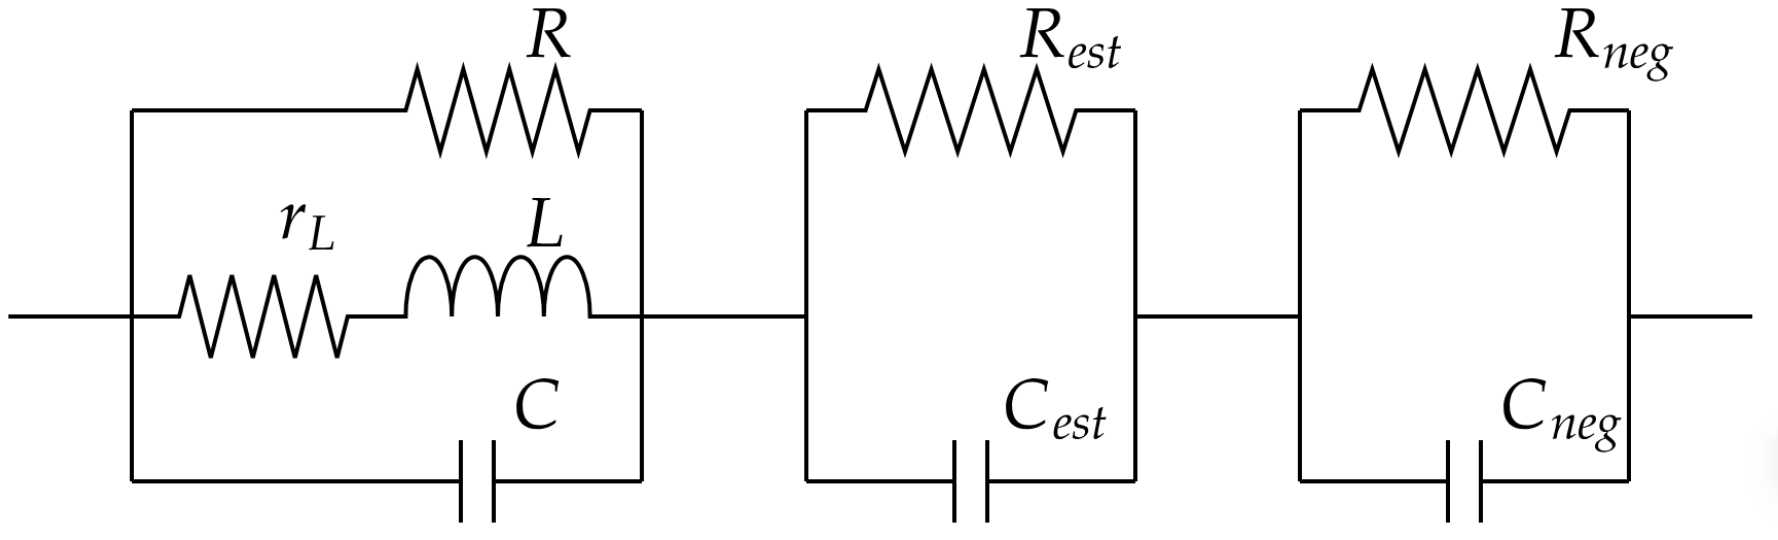 R
R_est
R_neg
r_L
L
C
C_est
C_neg